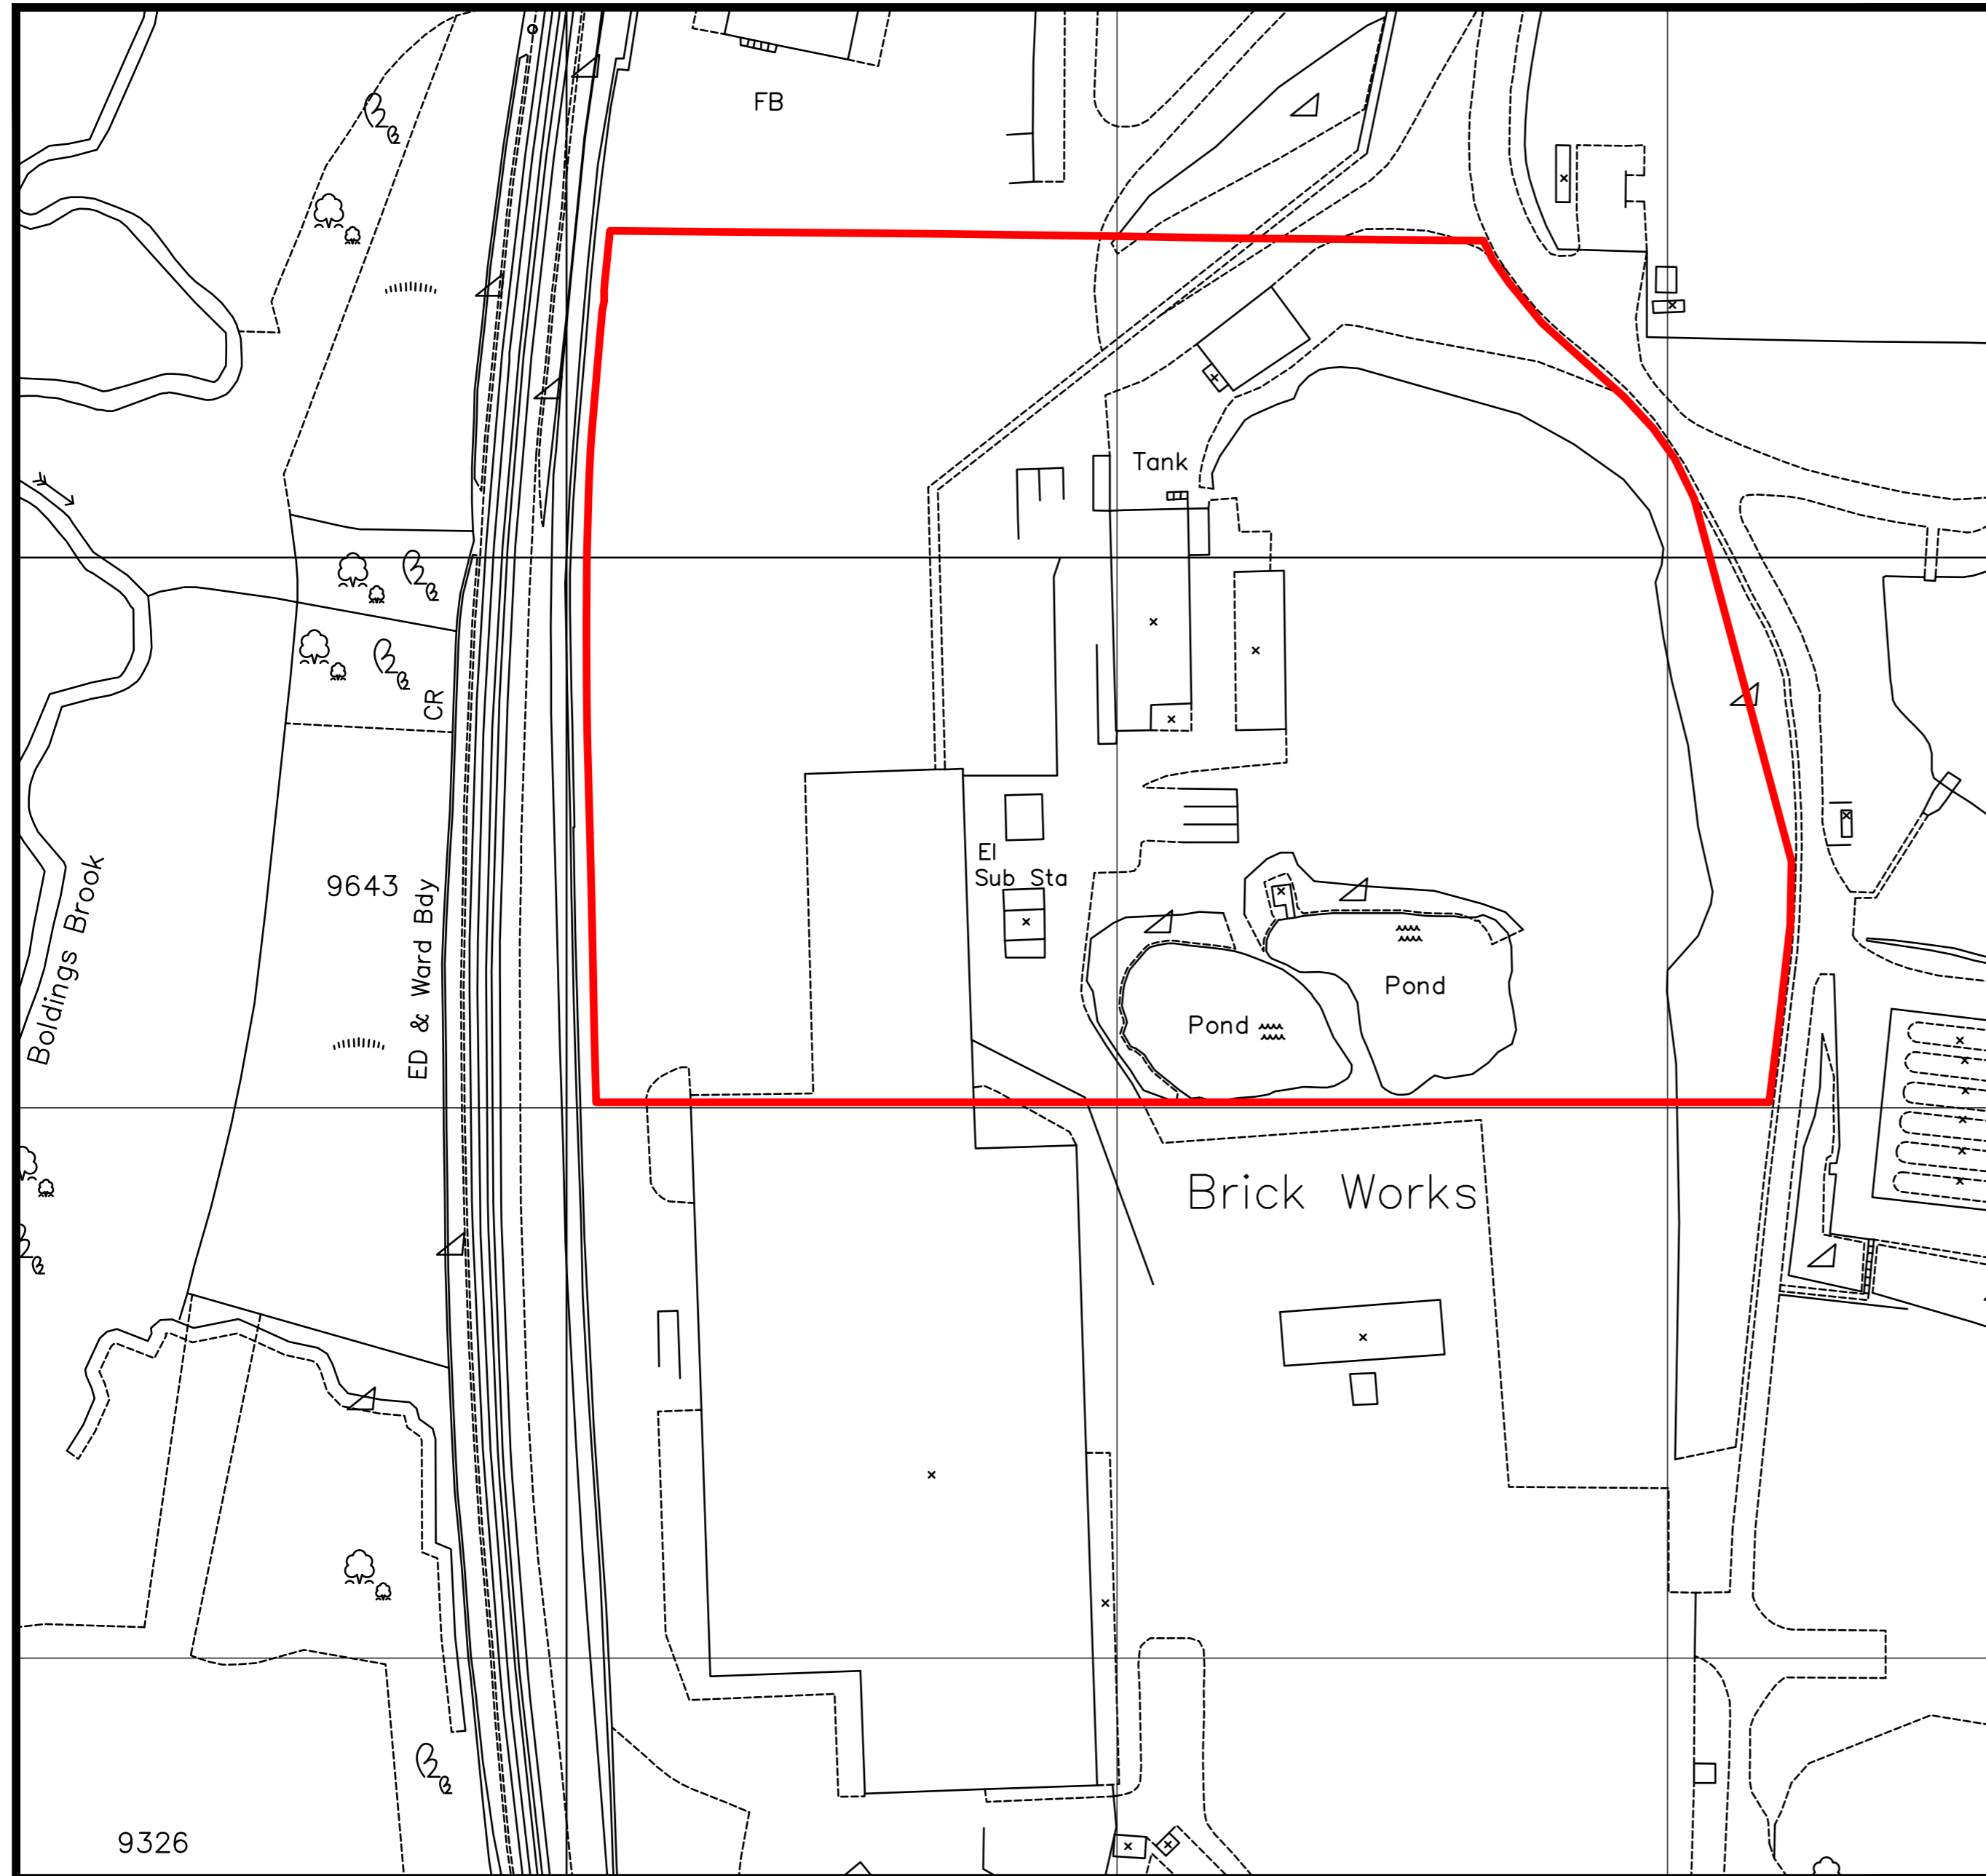 FB
Tank
CR
El
Sub Sta
9643
ED & Ward Bdy
Boldings Brook
Pond
Pond
Brick Works
9326